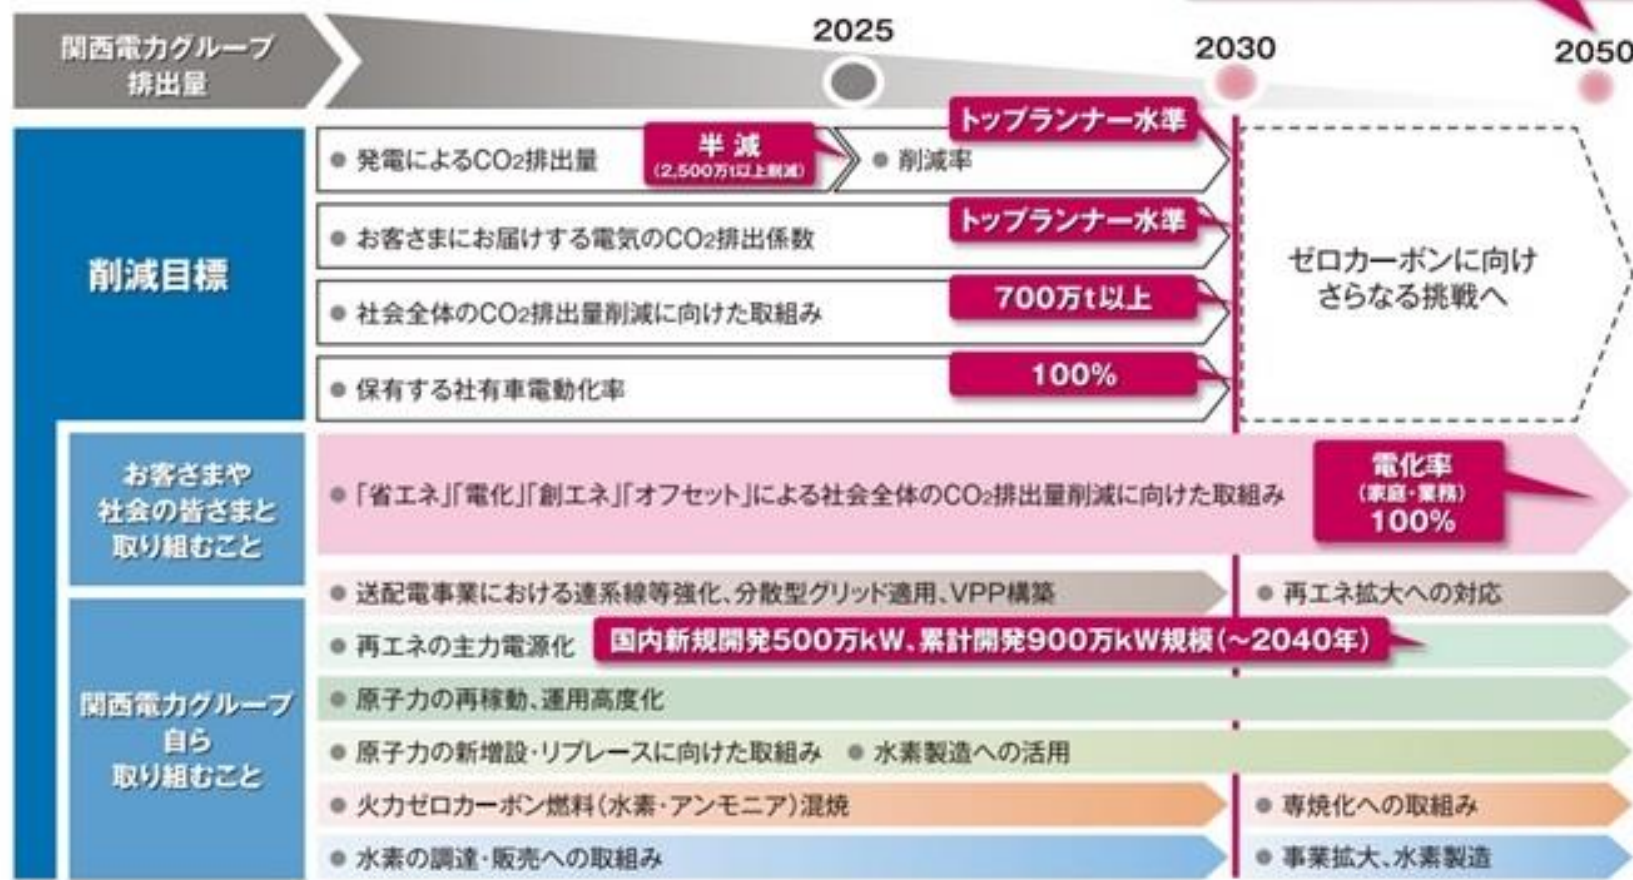 関西電力グループ
排出量
2025
2030
2050
削減目標
● 発電によるCO2排出量
半減
(2,500万t以上削減)
● 削減率
トップランナー水準
● お客さまにお届けする電気のCO2排出係数
トップランナー水準
● 社会全体のCO2排出量削減に向けた取組み
700万t以上
● 保有する社有車電動化率
100%
ゼロカーボンに向け
さらなる挑戦へ
お客さまや
社会の皆さまと
取り組むこと
● 「省エネ」「電化」「創エネ」「オフセット」による社会全体のCO2排出量削減に向けた取組み
電化率
(家庭・業務)
100%
関西電力グループ
自ら
取り組むこと
● 送配電事業における連系線等強化、分散型グリッド適用、VPP構築
● 再エネ拡大への対応
● 再エネの主力電源化
国内新規開発500万kW、累計開発900万kW規模(～2040年)
● 原子力の再稼動、運用高度化
● 原子力の新増設・リプレースに向けた取組み ● 水素製造への活用
● 火力ゼロカーボン燃料(水素・アンモニア)混焼
● 専焼化への取組み
● 水素の調達・販売への取組み
● 事業拡大、水素製造